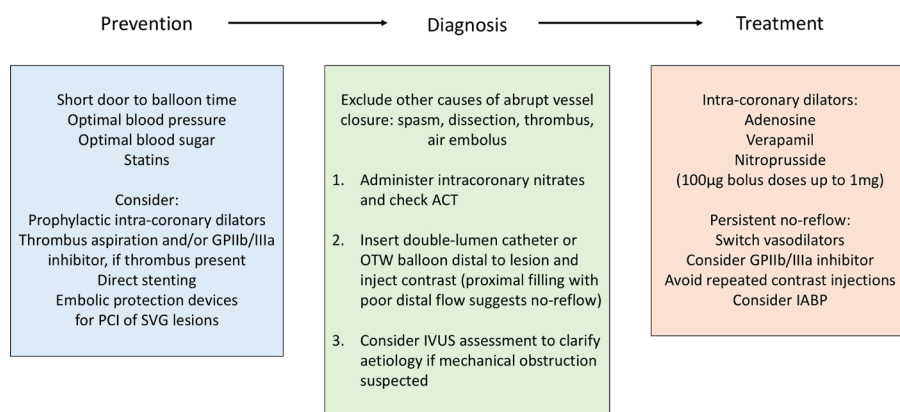 Prevention
Diagnosis
Treatment
Short door to balloon time
Optimal blood pressure
Optimal blood sugar
Statins
Consider:
Prophylactic intra-coronary dilators
Thrombus aspiration and/or GPIIb/IIIa
inhibitor, if thrombus present
Direct stenting
Embolic protection devices
for PCI of SVG lesions
Exclude other causes of abrupt vessel
closure: spasm, dissection, thrombus,
air embolus
1. Administer intracoronary nitrates
and check ACT
2. Insert double-lumen catheter or
OTW balloon distal to lesion and
inject contrast (proximal filling with
poor distal flow suggests no-reflow)
3. Consider IVUS assessment to clarify
aetiology if mechanical obstruction
suspected
Intra-coronary dilators:
Adenosine
Verapamil
Nitroprusside
(100µg bolus doses up to 1mg)
Persistent no-reflow:
Switch vasodilators
Consider GPIIb/IIIa inhibitor
Avoid repeated contrast injections
Consider IABP